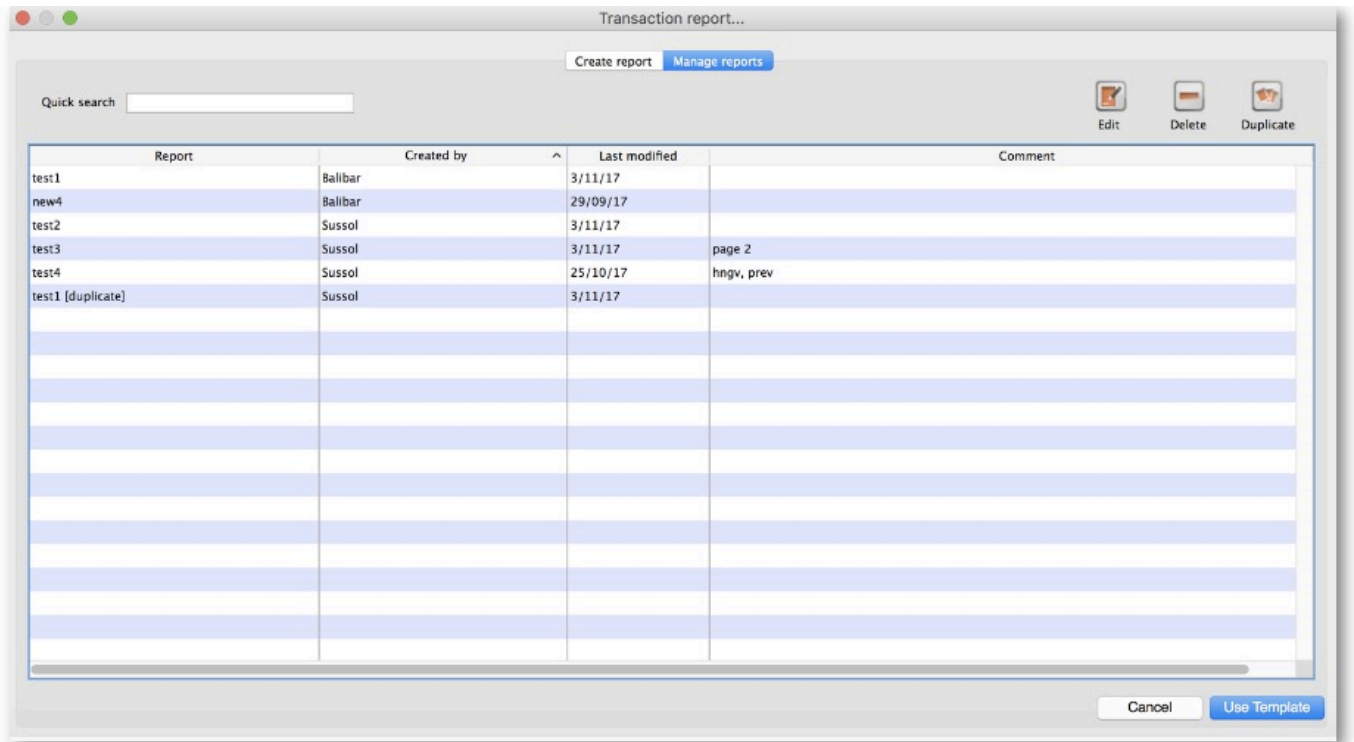 Transaction report...
Create report Manage reports
Quick search
Edit Delete Duplicate
Report Created by Last modified Comment
test1 Balibar 3/11/17
new4 Balibar 29/09/17
test2 Sussol 3/11/17
test3 Sussol 3/11/17 page 2
test4 Sussol 25/10/17 hngv, prev
test1 [duplicate] Sussol 3/11/17
Cancel Use Template